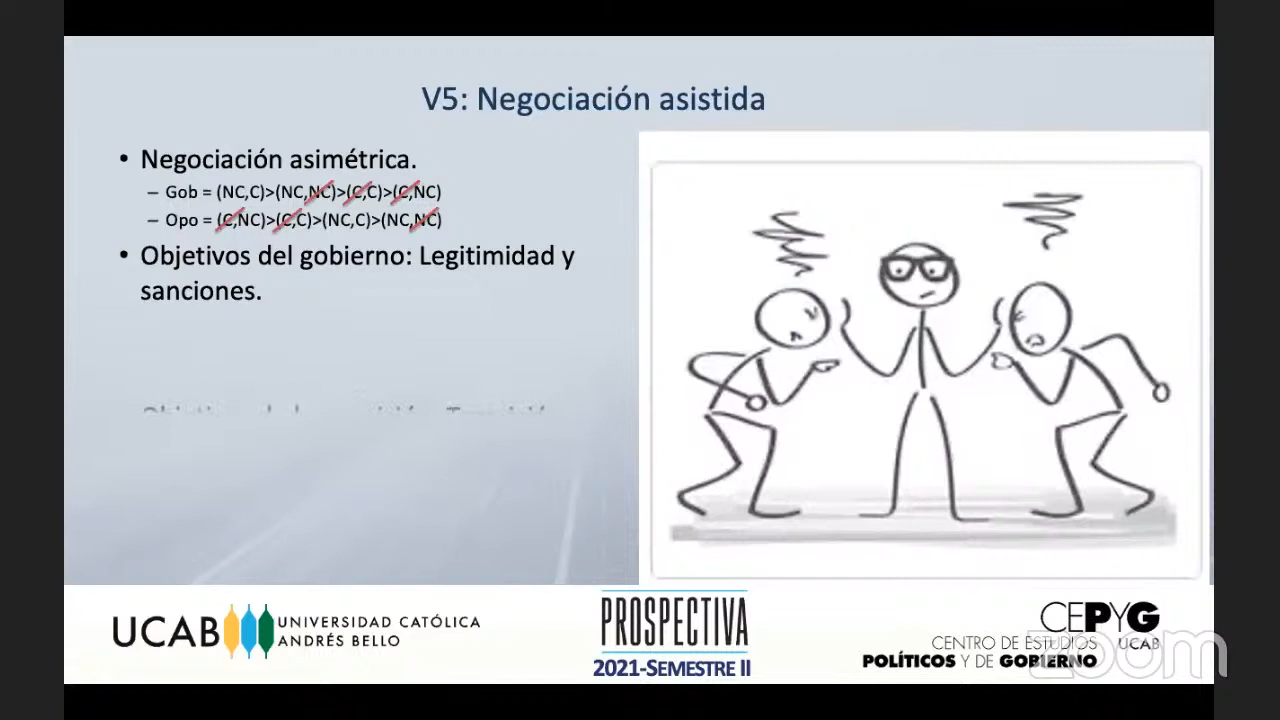 V5: Negociación asistida
• Negociación asimétrica.
– Gob = (NC,C)>(NC,NC)>(C,C)>(C,NC)
– Opo = (C,NC)>(C,C)>(NC,C)>(NC,NC)
• Objetivos del gobierno: Legitimidad y
sanciones.
UCAB UNIVERSIDAD CATÓLICA
ANDRÉS BELLO
PROSPECTIVA
2021-SEMESTRE II
CEPYG
CENTRO DE ESTUDIOS UCAB
POLÍTICOS Y DE GOBIERNO
zoom